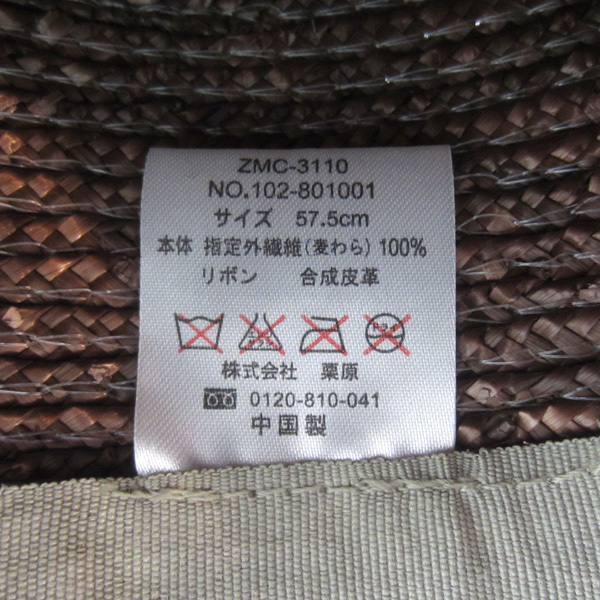 ZMC-3110
NO.102-801001
サイズ 57.5cm
本体 指定外繊維(麦わら)100%
リボン 合成皮革
株式会社 栗原
0120-810-041
中国製